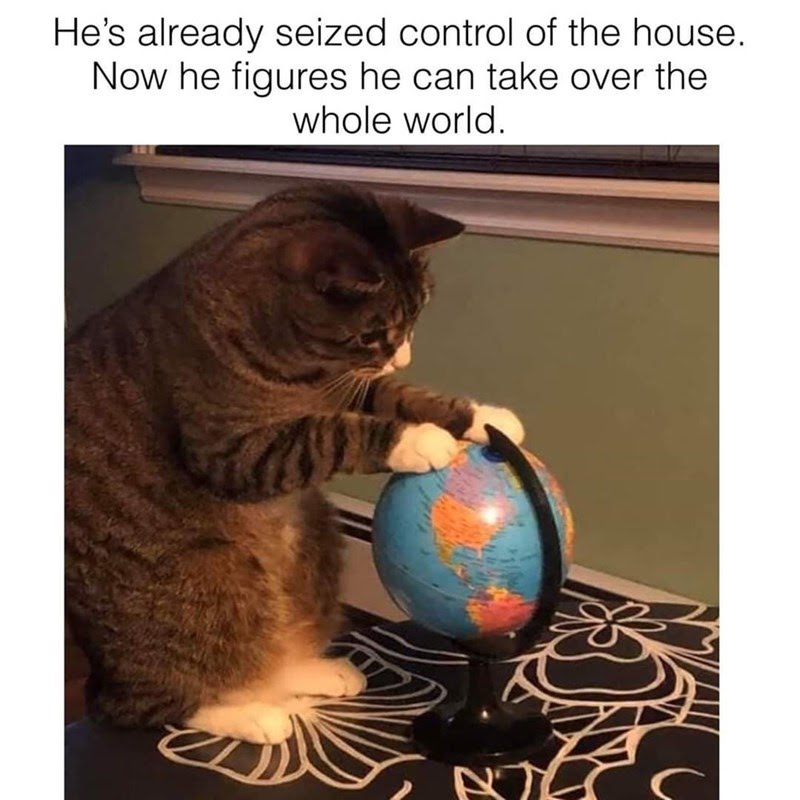 He's already seized control of the house.
Now he figures he can take over the
whole world.